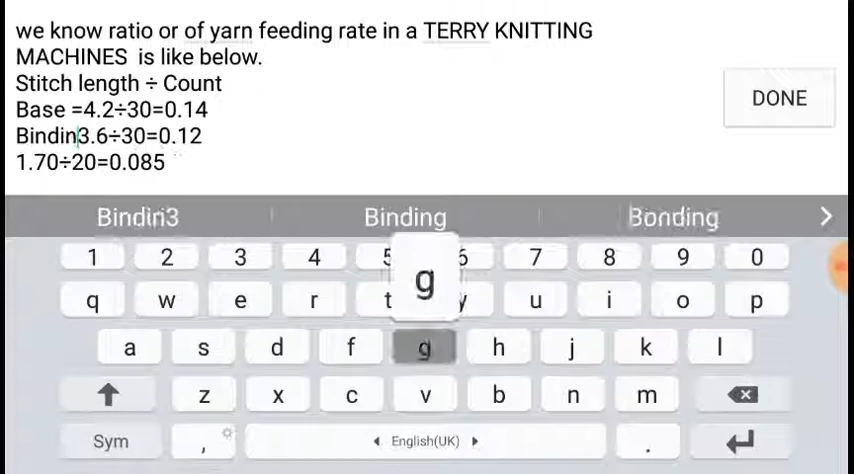 we know ratio or of yarn feeding rate in a TERRY KNITTING
MACHINES is like below.
Stitch length ÷ Count
Base =4.2÷30=0.14
Bindin3.6÷30=0.12
1.70÷20=0.085
DONE
Bindin3 Binding Bonding
1 2 3 4 5 6 7 8 9 0
q w e r t y u i o p
g
a s d f g h j k l
z x c v b n m
Sym , English(UK) .